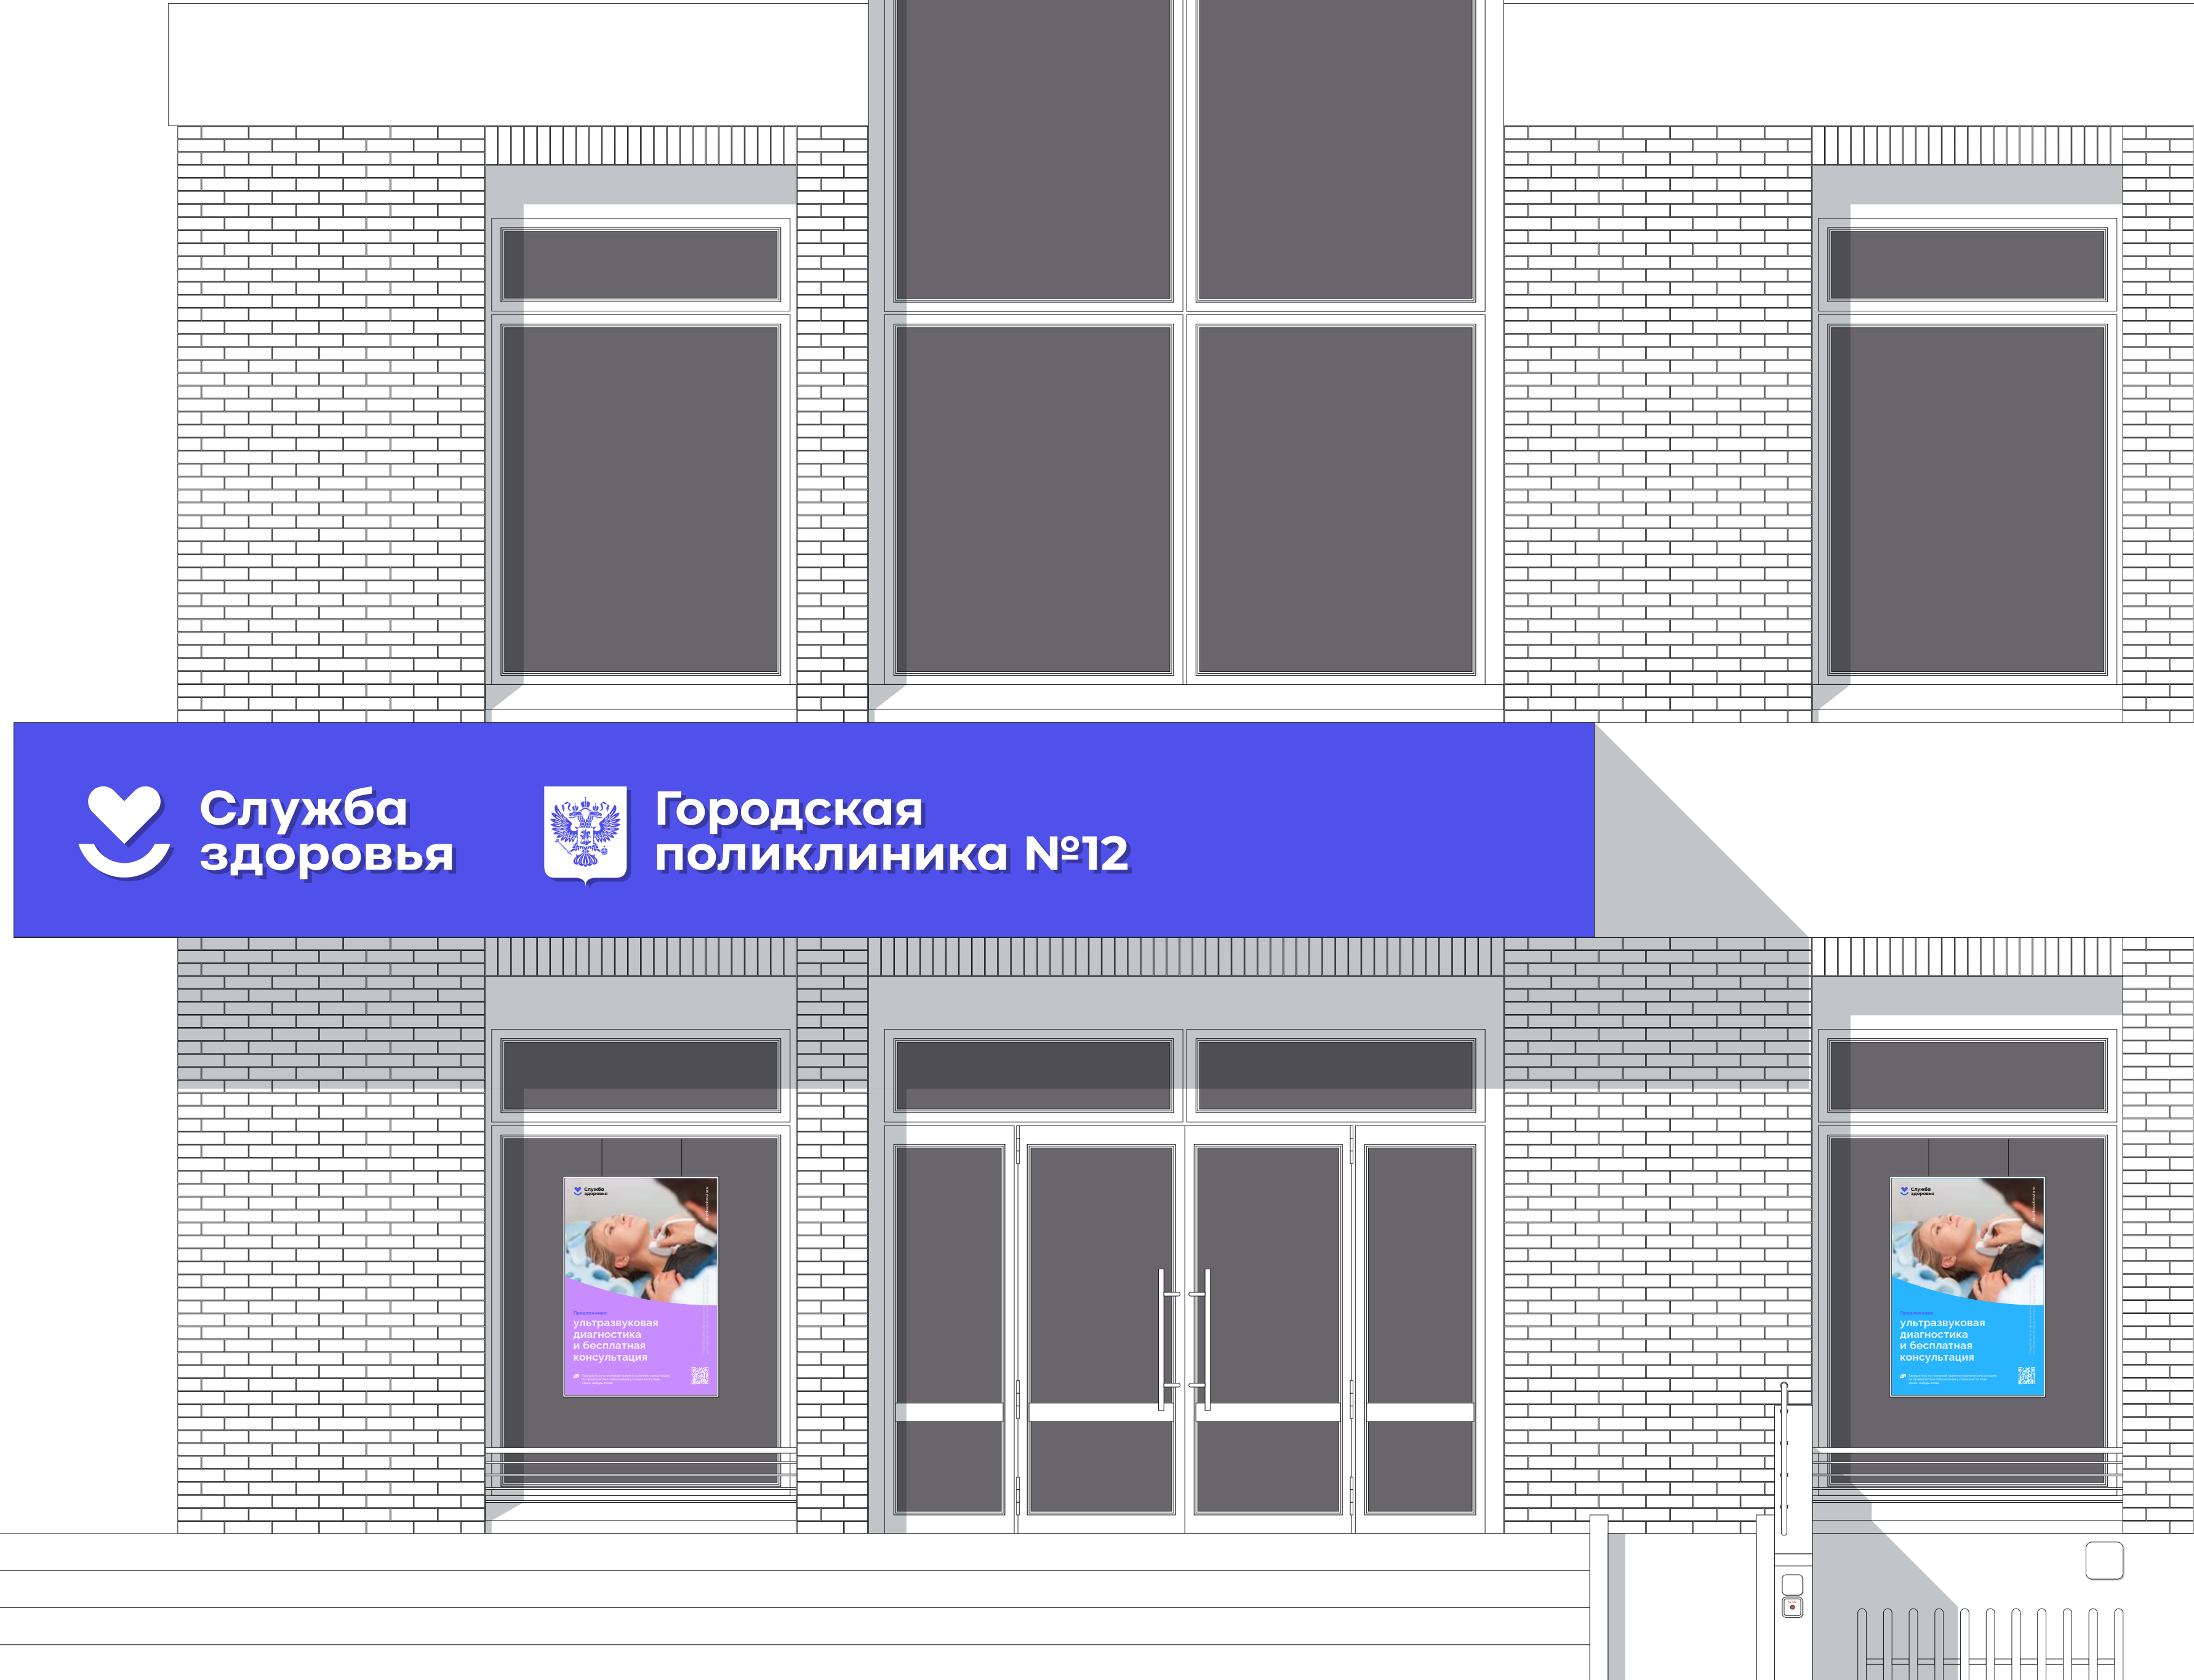 Служба
здоровья
Городская
поликлиника №12
Служба
здоровья
ультразвуковая
диагностика
и бесплатная
консультация
Служба
здоровья
ультразвуковая
диагностика
и бесплатная
консультация